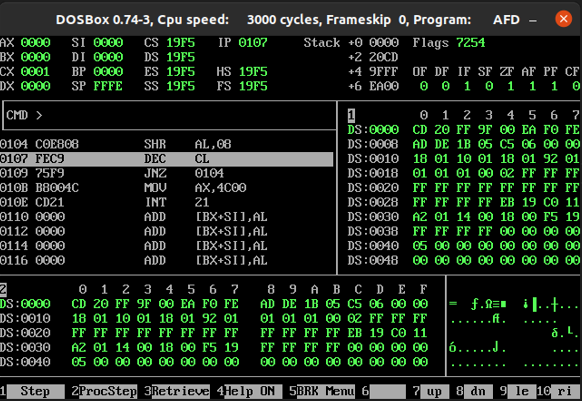 DOSBox 0.74-3, Cpu speed: 3000 cycles, Frameskip 0, Program: AFD
AX 0000 SI 0000 CS 19F5 IP 0107 Stack +0 0000 Flags 7254
BX 0000 DI 0000 DS 19F5 +2 20CD
CX 0001 BP 0000 ES 19F5 HS 19F5 +4 9FFF OF DF IF SF ZF AF PF CF
DX 0000 SP FFFE SS 19F5 FS 19F5 +6 EA00 0 0 1 0 1 1 1 0
CMD >
1 0 1 2 3 4 5 6 7
DS:0000 CD 20 FF 9F 00 EA F0 FE
0104 C0E808 SHR AL,08 DS:0008 AD DE 1B 05 C5 06 00 00
0107 FEC9 DEC CL DS:0010 18 01 10 01 18 01 92 01
0109 75F9 JNZ 0104 DS:0018 01 01 01 00 02 FF FF FF
010B B8004C MOV AX,4C00 DS:0020 FF FF FF FF FF FF FF FF
010E CD21 INT 21 DS:0028 FF FF FF FF EB 19 C0 11
0110 0000 ADD [BX+SI],AL DS:0030 A2 01 14 00 18 00 F5 19
0112 0000 ADD [BX+SI],AL DS:0038 FF FF FF FF 00 00 00 00
0114 0000 ADD [BX+SI],AL DS:0040 05 00 00 00 00 00 00 00
0116 0000 ADD [BX+SI],AL DS:0048 00 00 00 00 00 00 00 00
2 0 1 2 3 4 5 6 7 8 9 A B C D E F
DS:0000 CD 20 FF 9F 00 EA F0 FE AD DE 1B 05 C5 06 00 00 = ƒ.Ω≡■ ¡▐..┼...
DS:0010 18 01 10 01 18 01 92 01 01 01 01 00 02 FF FF FF ......Æ. .....
DS:0020 FF FF FF FF FF FF FF FF FF FF FF FF EB 19 C0 11 δ.└.
DS:0030 A2 01 14 00 18 00 F5 19 FF FF FF FF 00 00 00 00 ó.....⌡. ....
DS:0040 05 00 00 00 00 00 00 00 00 00 00 00 00 00 00 00 ........ ........
1 Step 2 ProcStep 3 Retrieve 4 Help ON 5 BRK Menu 6 7 up 8 dn 9 le 10 ri